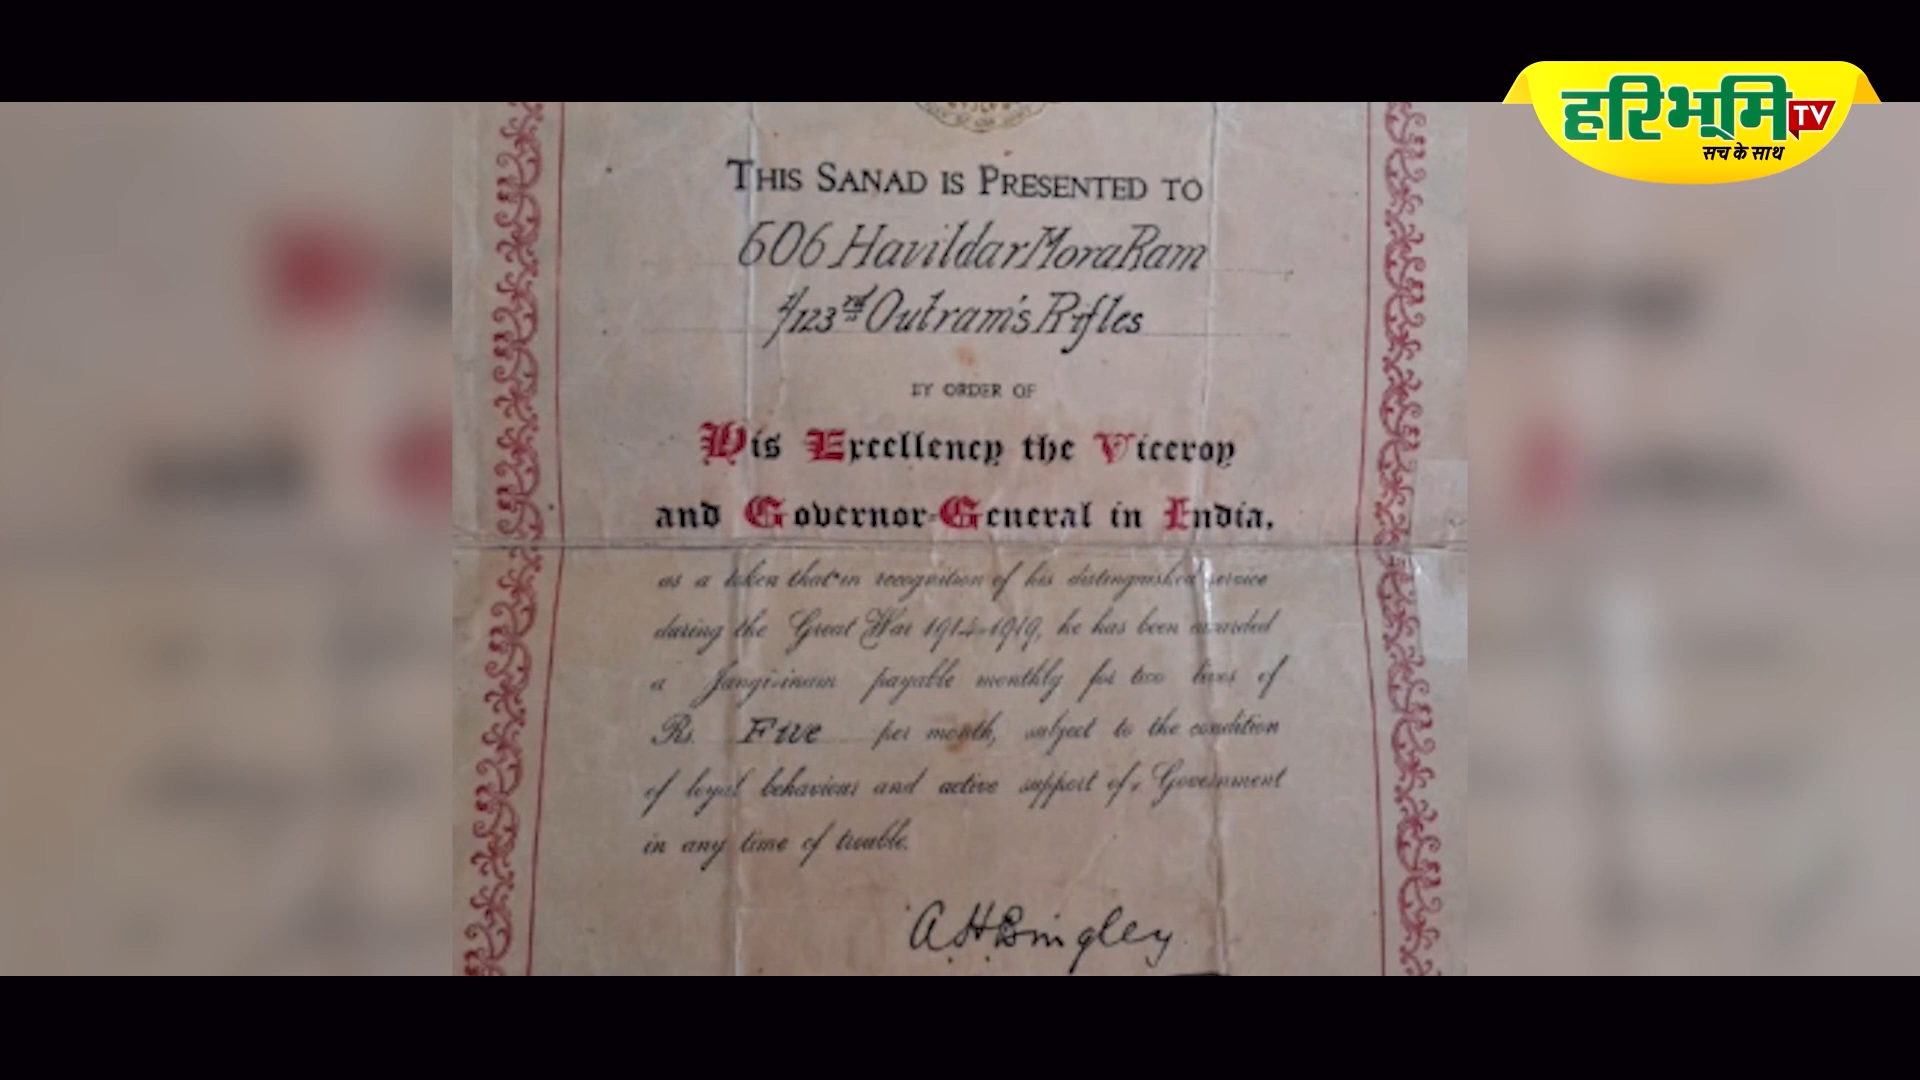 हरिभूमि TV
सच के साथ
THIS SANAD IS PRESENTED TO
606 Havildar Mora Ram
2/123rd Outram's Rifles
BY ORDER OF
His Excellency the Viceroy
and Governor-General in India,
as a token that in recognition of his distinguished service
during the Great War 1914-1919, he has been awarded
a Jangi-inam payable monthly for two lives of
Rs. Five per month, subject to the condition
of loyal behaviour and active support of Government
in any time of trouble.
A.H. Bingley